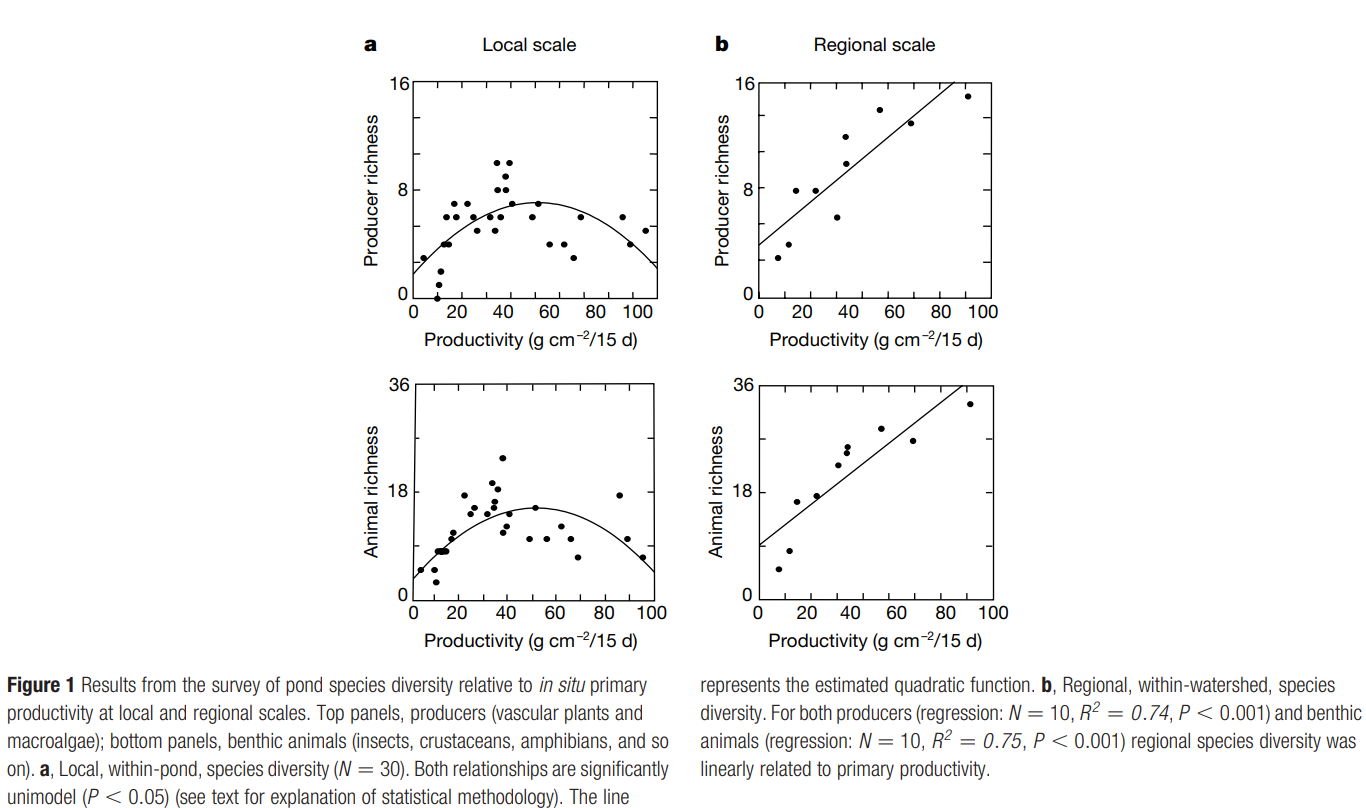 a Local scale
16
8
0
Producer richness
0 20 40 60 80 100
Productivity (g cm⁻²/15 d)
36
18
0
Animal richness
0 20 40 60 80 100
Productivity (g cm⁻²/15 d)
b Regional scale
16
8
0
Producer richness
0 20 40 60 80 100
Productivity (g cm⁻²/15 d)
36
18
0
Animal richness
0 20 40 60 80 100
Productivity (g cm⁻²/15 d)
Figure 1 Results from the survey of pond species diversity relative to in situ primary
productivity at local and regional scales. Top panels, producers (vascular plants and
macroalgae); bottom panels, benthic animals (insects, crustaceans, amphibians, and so
on). a, Local, within-pond, species diversity (N = 30). Both relationships are significantly
unimodel (P < 0.05) (see text for explanation of statistical methodology). The line
represents the estimated quadratic function. b, Regional, within-watershed, species
diversity. For both producers (regression: N = 10, R² = 0.74, P < 0.001) and benthic
animals (regression: N = 10, R² = 0.75, P < 0.001) regional species diversity was
linearly related to primary productivity.